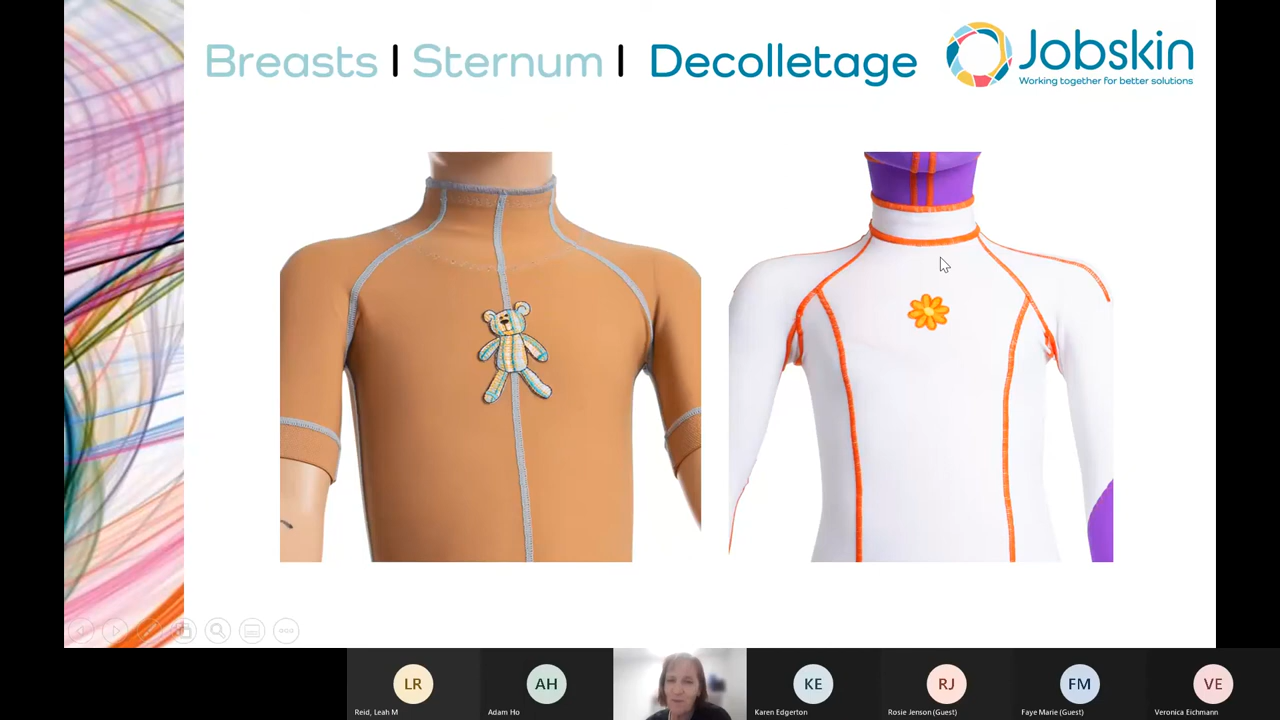 Breasts | Sternum | Decolletage
Jobskin
Working together for better solutions
LR
AH
KE
RJ
FM
VE
Reid, Leah M
Adam Ho
Karen Edgerton
Rosie Jenson (Guest)
Faye Marie (Guest)
Veronica Eichmann